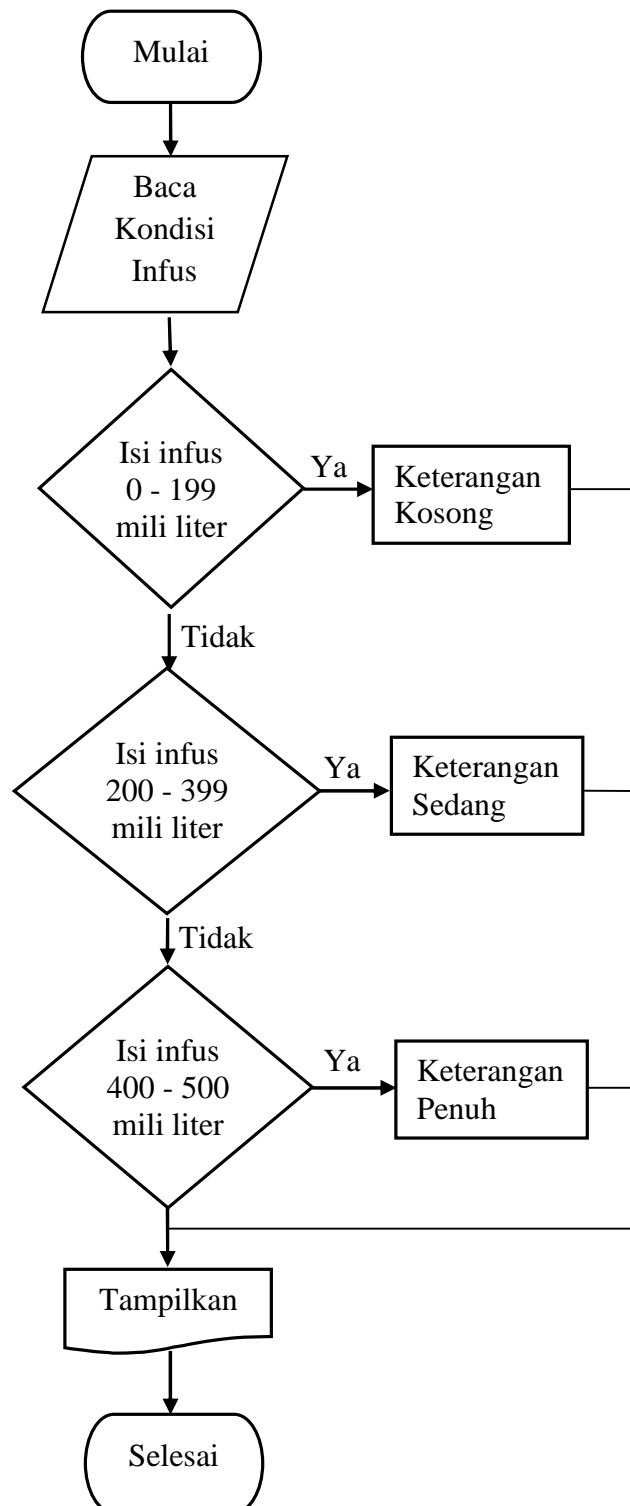 Mulai
Baca
Kondisi
Infus
Isi infus
0 - 199
mili liter
Ya
Keterangan
Kosong
Tidak
Isi infus
200 - 399
mili liter
Ya
Keterangan
Sedang
Tidak
Isi infus
400 - 500
mili liter
Ya
Keterangan
Penuh
Tampilkan
Selesai